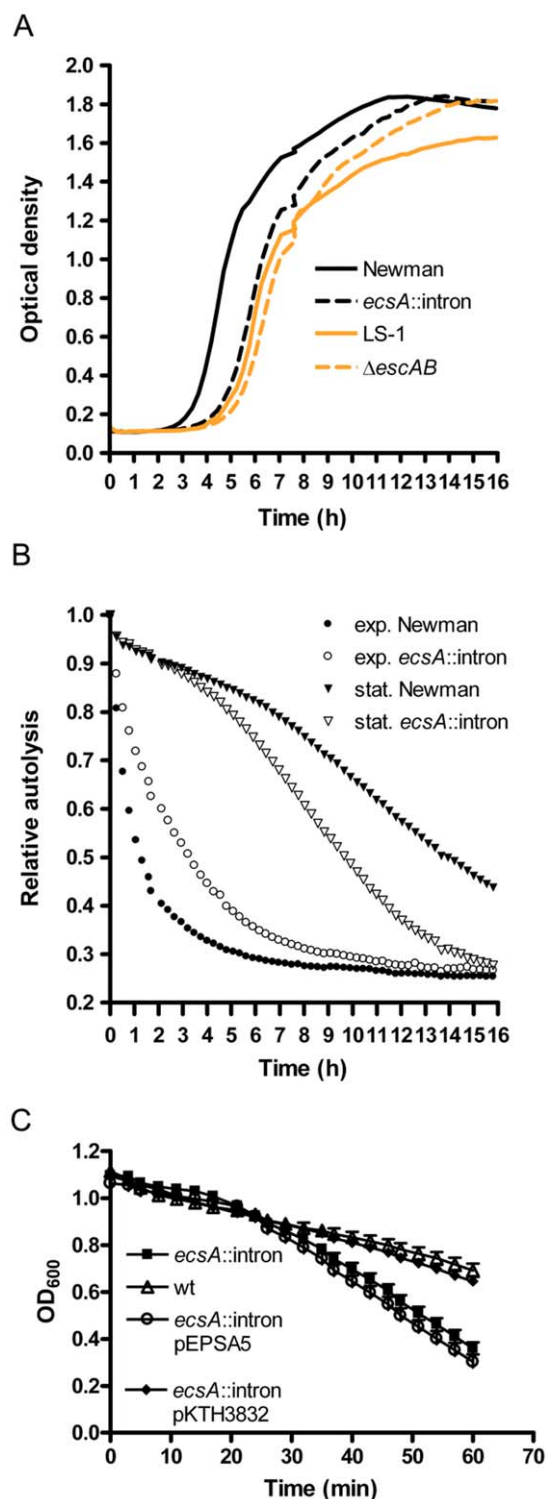 A
2.0
1.8
1.6
1.4
1.2
1.0
0.8
0.6
0.4
0.2
0.0
Optical density
Newman
ecsA::intron
LS-1
ΔescAB
0 1 2 3 4 5 6 7 8 9 10 11 12 13 14 15 16
Time (h)
B
1.0
0.9
0.8
0.7
0.6
0.5
0.4
0.3
0.2
Relative autolysis
exp. Newman
exp. ecsA::intron
stat. Newman
stat. ecsA::intron
0 1 2 3 4 5 6 7 8 9 10 11 12 13 14 15 16
Time (h)
C
1.2
1.0
0.8
0.6
0.4
0.2
0.0
OD600
ecsA::intron
wt
ecsA::intron
pEPSA5
ecsA::intron
pKTH3832
0 10 20 30 40 50 60 70
Time (min)